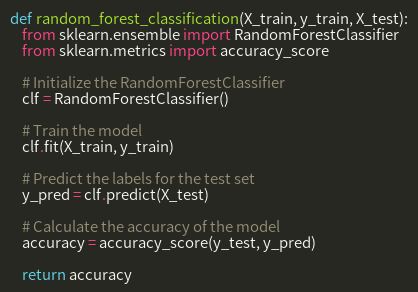 def random_forest_classification(X_train, y_train, X_test):
from sklearn.ensemble import RandomForestClassifier
from sklearn.metrics import accuracy_score
# Initialize the RandomForestClassifier
clf = RandomForestClassifier()
# Train the model
clf.fit(X_train, y_train)
# Predict the labels for the test set
y_pred = clf.predict(X_test)
# Calculate the accuracy of the model
accuracy = accuracy_score(y_test, y_pred)
return accuracy